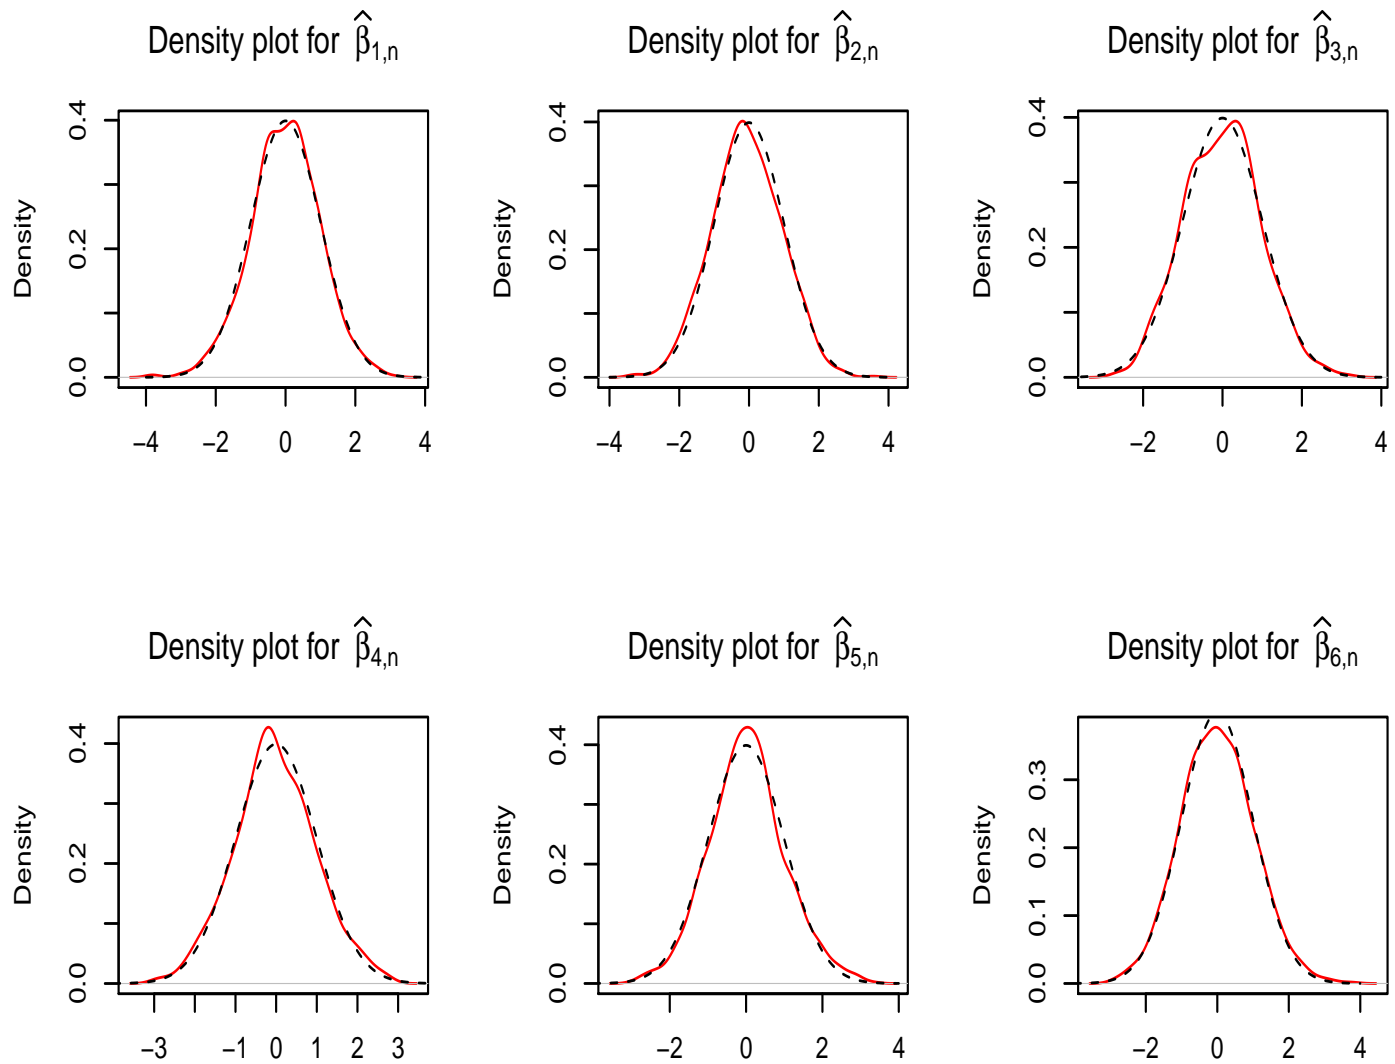 Density plot for β̂1,n
Density
0.0 0.2 0.4
−4 −2 0 2 4
Density plot for β̂2,n
Density
0.0 0.2 0.4
−4 −2 0 2 4
Density plot for β̂3,n
Density
0.0 0.2 0.4
−2 0 2 4
Density plot for β̂4,n
Density
0.0 0.2 0.4
−3 −1 0 1 2 3
Density plot for β̂5,n
Density
0.0 0.2 0.4
−2 0 2 4
Density plot for β̂6,n
Density
0.0 0.1 0.2 0.3
−2 0 2 4